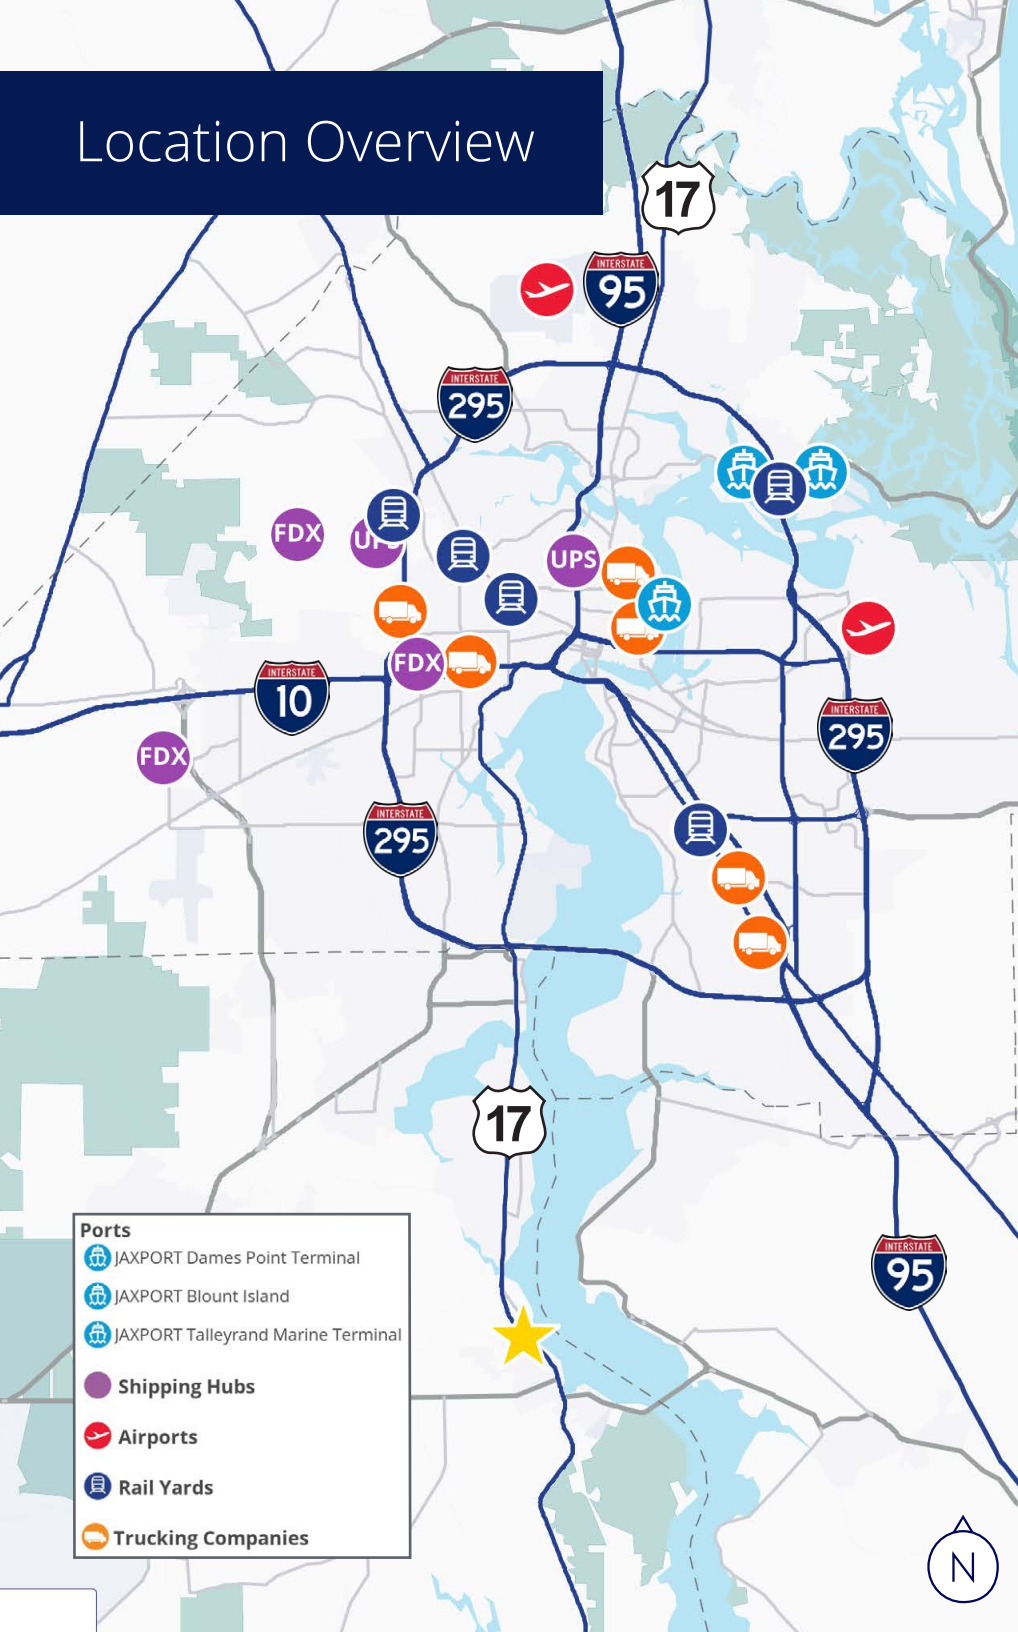 Location Overview
17
INTERSTATE
95
INTERSTATE
295
FDX
UPS
UPS
FDX
INTERSTATE
10
INTERSTATE
295
FDX
INTERSTATE
295
17
INTERSTATE
95
Ports
JAXPORT Dames Point Terminal
JAXPORT Blount Island
JAXPORT Talleyrand Marine Terminal
Shipping Hubs
Airports
Rail Yards
Trucking Companies
N